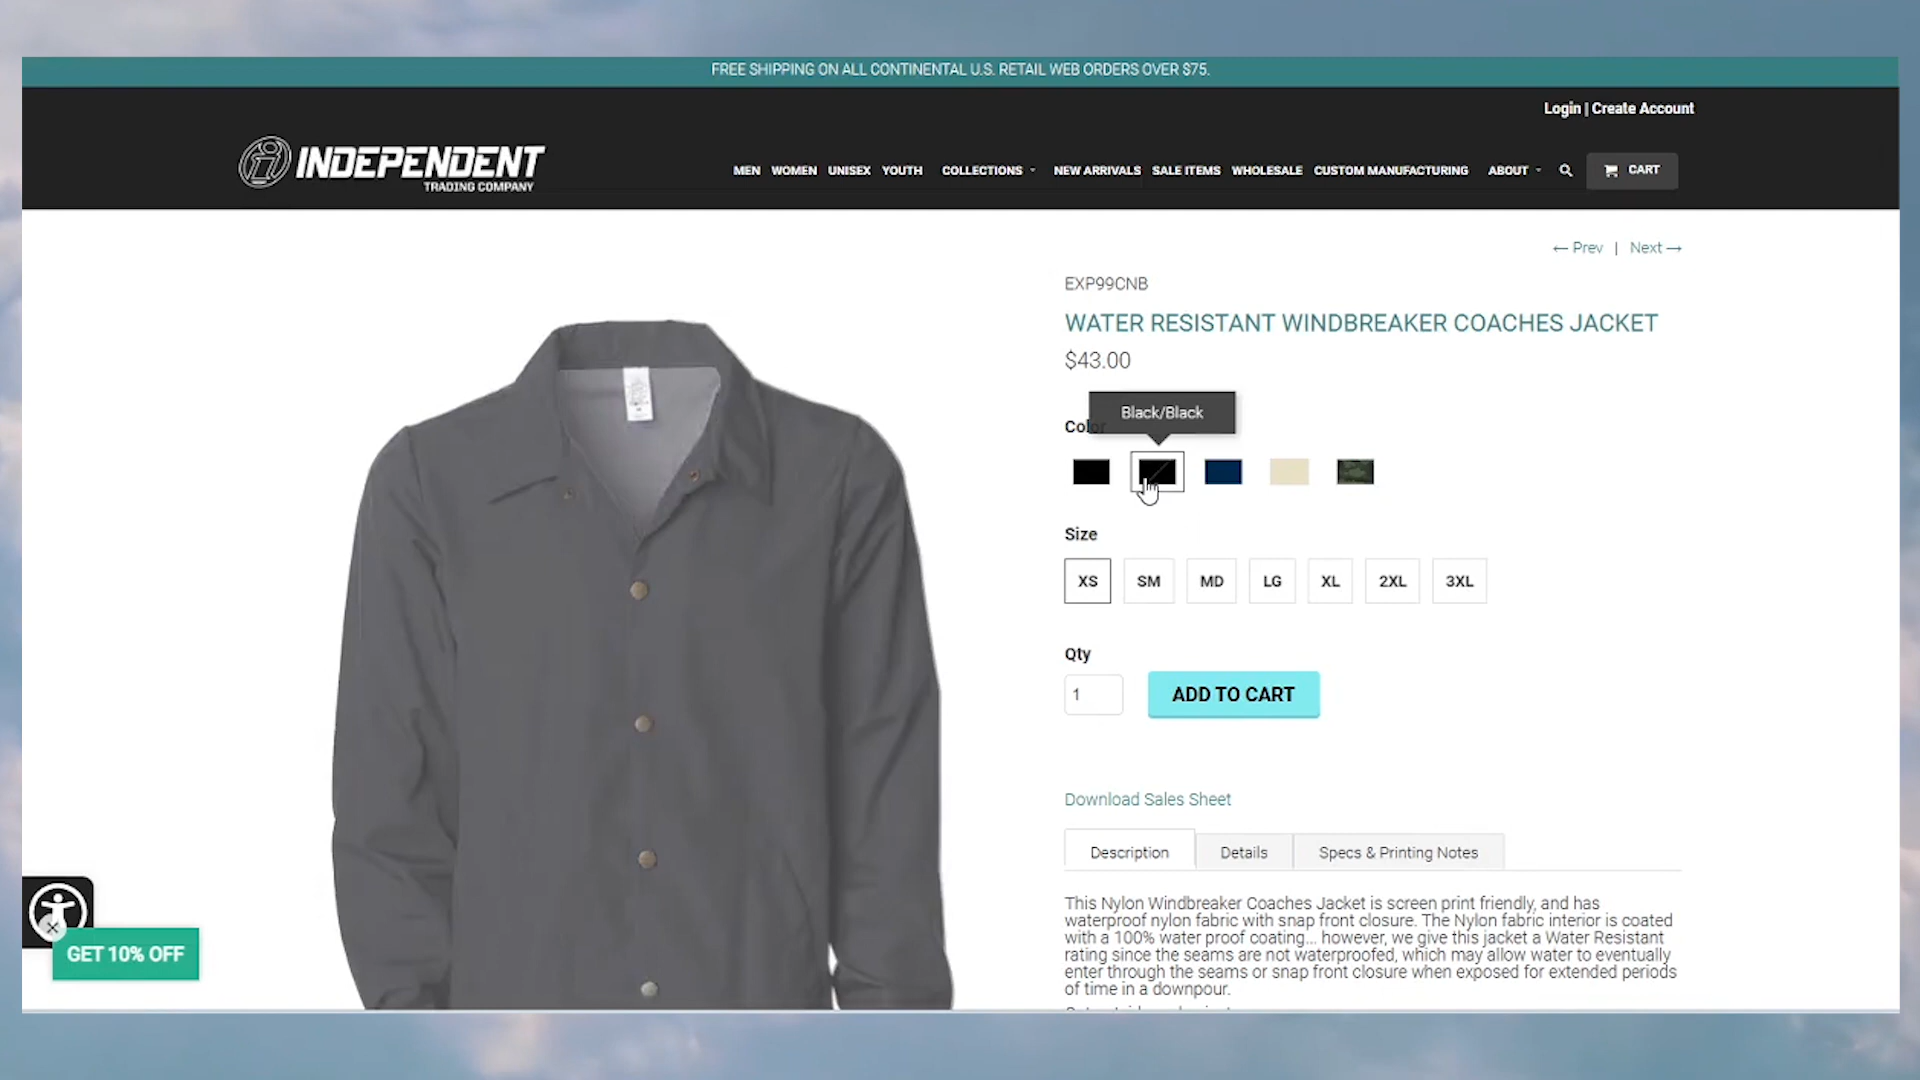 FREE SHIPPING ON ALL CONTINENTAL U.S. RETAIL WEB ORDERS OVER $75.
Login | Create Account
INDEPENDENT
TRADING COMPANY
MEN WOMEN UNISEX YOUTH COLLECTIONS NEW ARRIVALS SALE ITEMS WHOLESALE CUSTOM MANUFACTURING ABOUT CART
← Prev | Next →
EXP99CNB
WATER RESISTANT WINDBREAKER COACHES JACKET
$43.00
Black/Black
Color
Size
XS SM MD LG XL 2XL 3XL
Qty
1 ADD TO CART
Download Sales Sheet
Description Details Specs & Printing Notes
This Nylon Windbreaker Coaches Jacket is screen print friendly, and has
waterproof nylon fabric with snap front closure. The Nylon fabric interior is coated
with a 100% water proof coating... however, we give this jacket a Water Resistant
rating since the seams are not waterproofed, which may allow water to eventually
enter through the seams or snap front closure when exposed for extended periods
of time in a downpour.
GET 10% OFF